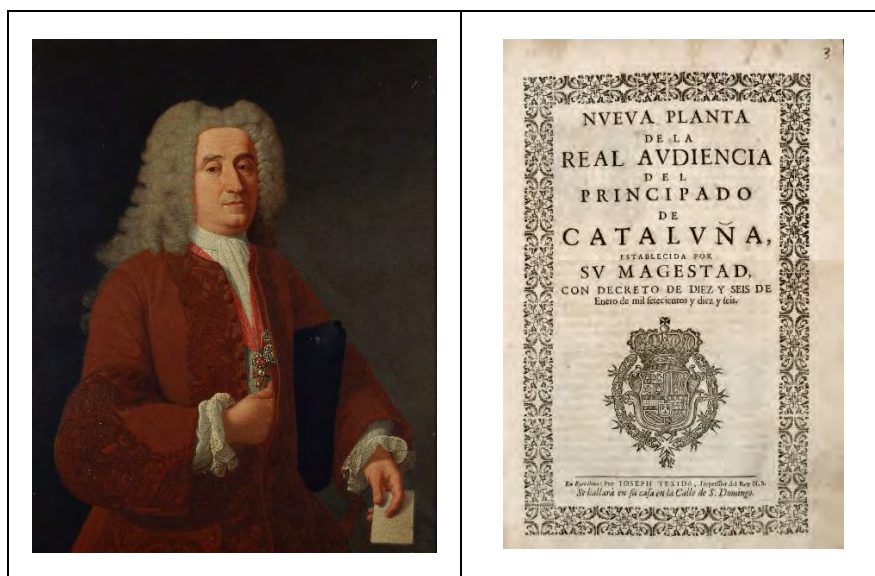 3
NVEVA PLANTA
DE LA
REAL AVDIENCIA
DEL
PRINCIPADO
DE
CATALVÑA,
ESTABLECIDA POR
SV MAGESTAD,
CON DECRETO DE DIEZ Y SEIS DE
Enero de mil setecientos y diez y seis.
En Barcelona: Por JOSEPH TEXIDÒ, Impressor del Rey N.S.
Se hallarà en su casa en la Calle de S. Domingo.